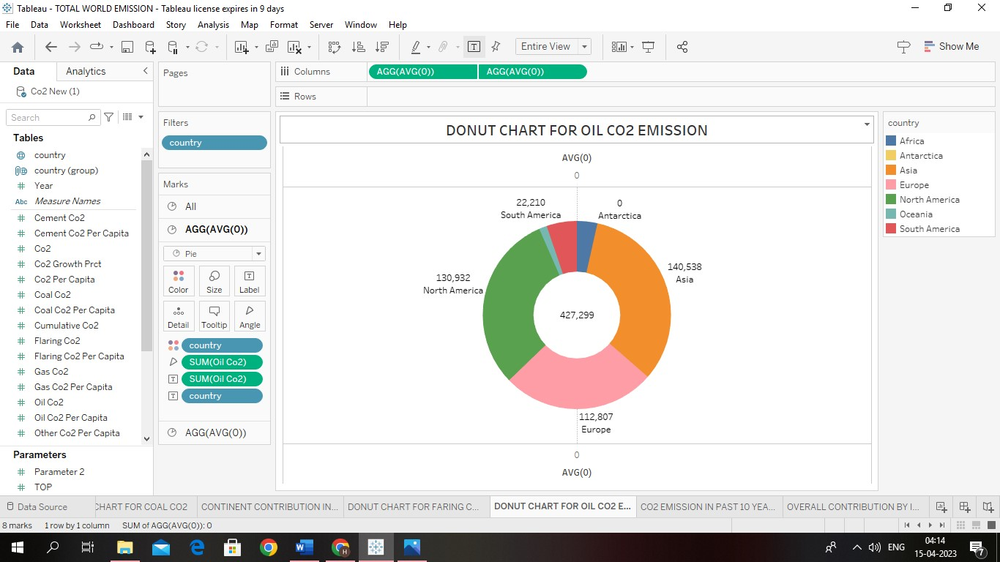 Tableau - TOTAL WORLD EMISSION - Tableau license expires in 9 days
File Data Worksheet Dashboard Story Analysis Map Format Server Window Help
Entire View
Show Me
Data Analytics
Co2 New (1)
Search
Tables
country
country (group)
Year
Abc Measure Names
Cement Co2
Cement Co2 Per Capita
Co2
Co2 Growth Prct
Co2 Per Capita
Coal Co2
Coal Co2 Per Capita
Cumulative Co2
Flaring Co2
Flaring Co2 Per Capita
Gas Co2
Gas Co2 Per Capita
Oil Co2
Oil Co2 Per Capita
Other Co2 Per Capita
Parameters
Parameter 2
TOP
Pages
Filters
country
Marks
All
AGG(AVG(0))
Pie
Color Size Label
Detail Tooltip Angle
country
SUM(Oil Co2)
SUM(Oil Co2)
country
AGG(AVG(0))
Columns AGG(AVG(0)) AGG(AVG(0))
Rows
DONUT CHART FOR OIL CO2 EMISSION
AVG(0)
0
22,210
South America
0
Antarctica
140,538
Asia
130,932
North America
427,299
112,807
Europe
0
AVG(0)
country
Africa
Antarctica
Asia
Europe
North America
Oceania
South America
Data Source CHART FOR COAL CO2 CONTINENT CONTRIBUTION IN... DONUT CHART FOR FARING C... DONUT CHART FOR OIL CO2 E... CO2 EMISSION IN PAST 10 YEA... OVERALL CONTRIBUTION BY I...
8 marks 1 row by 1 column SUM of AGG(AVG(0)): 0
ENG
04:14
15-04-2023
7